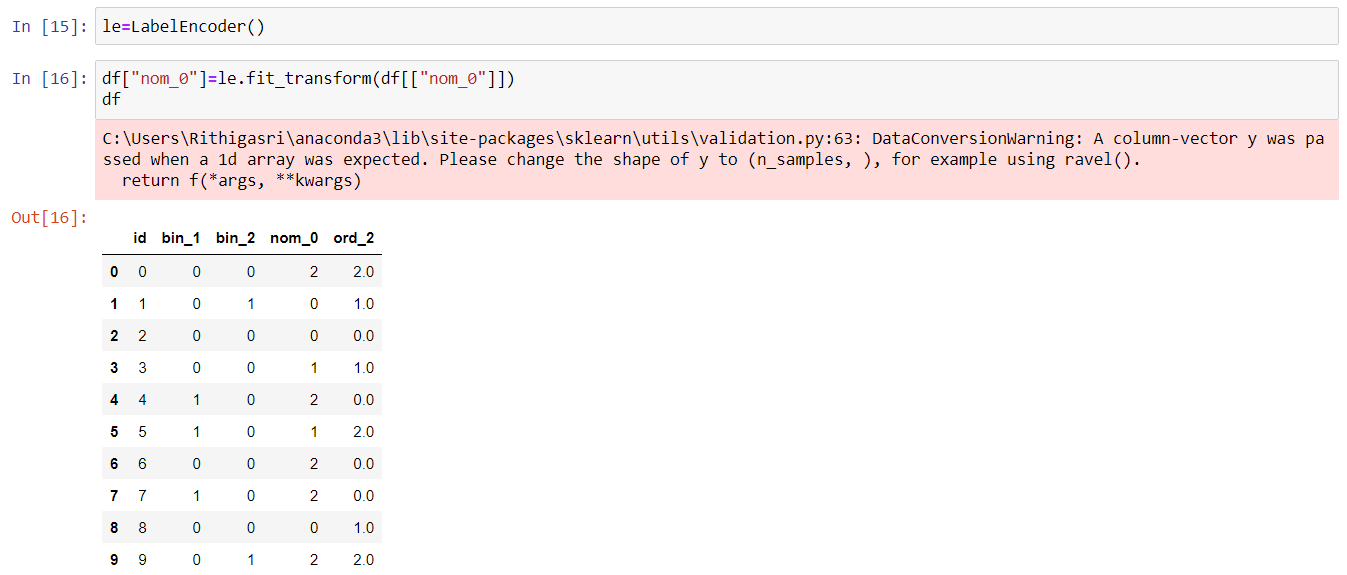 In [15]: le=LabelEncoder()
In [16]: df["nom_0"]=le.fit_transform(df[["nom_0"]])
df
C:\Users\Rithigasri\anaconda3\lib\site-packages\sklearn\utils\validation.py:63: DataConversionWarning: A column-vector y was pa
ssed when a 1d array was expected. Please change the shape of y to (n_samples, ), for example using ravel().
return f(*args, **kwargs)
Out[16]:
id bin_1 bin_2 nom_0 ord_2
0 0 0 0 2 2.0
1 1 0 1 0 1.0
2 2 0 0 0 0.0
3 3 0 0 1 1.0
4 4 1 0 2 0.0
5 5 1 0 1 2.0
6 6 0 0 2 0.0
7 7 1 0 2 0.0
8 8 0 0 0 1.0
9 9 0 1 2 2.0